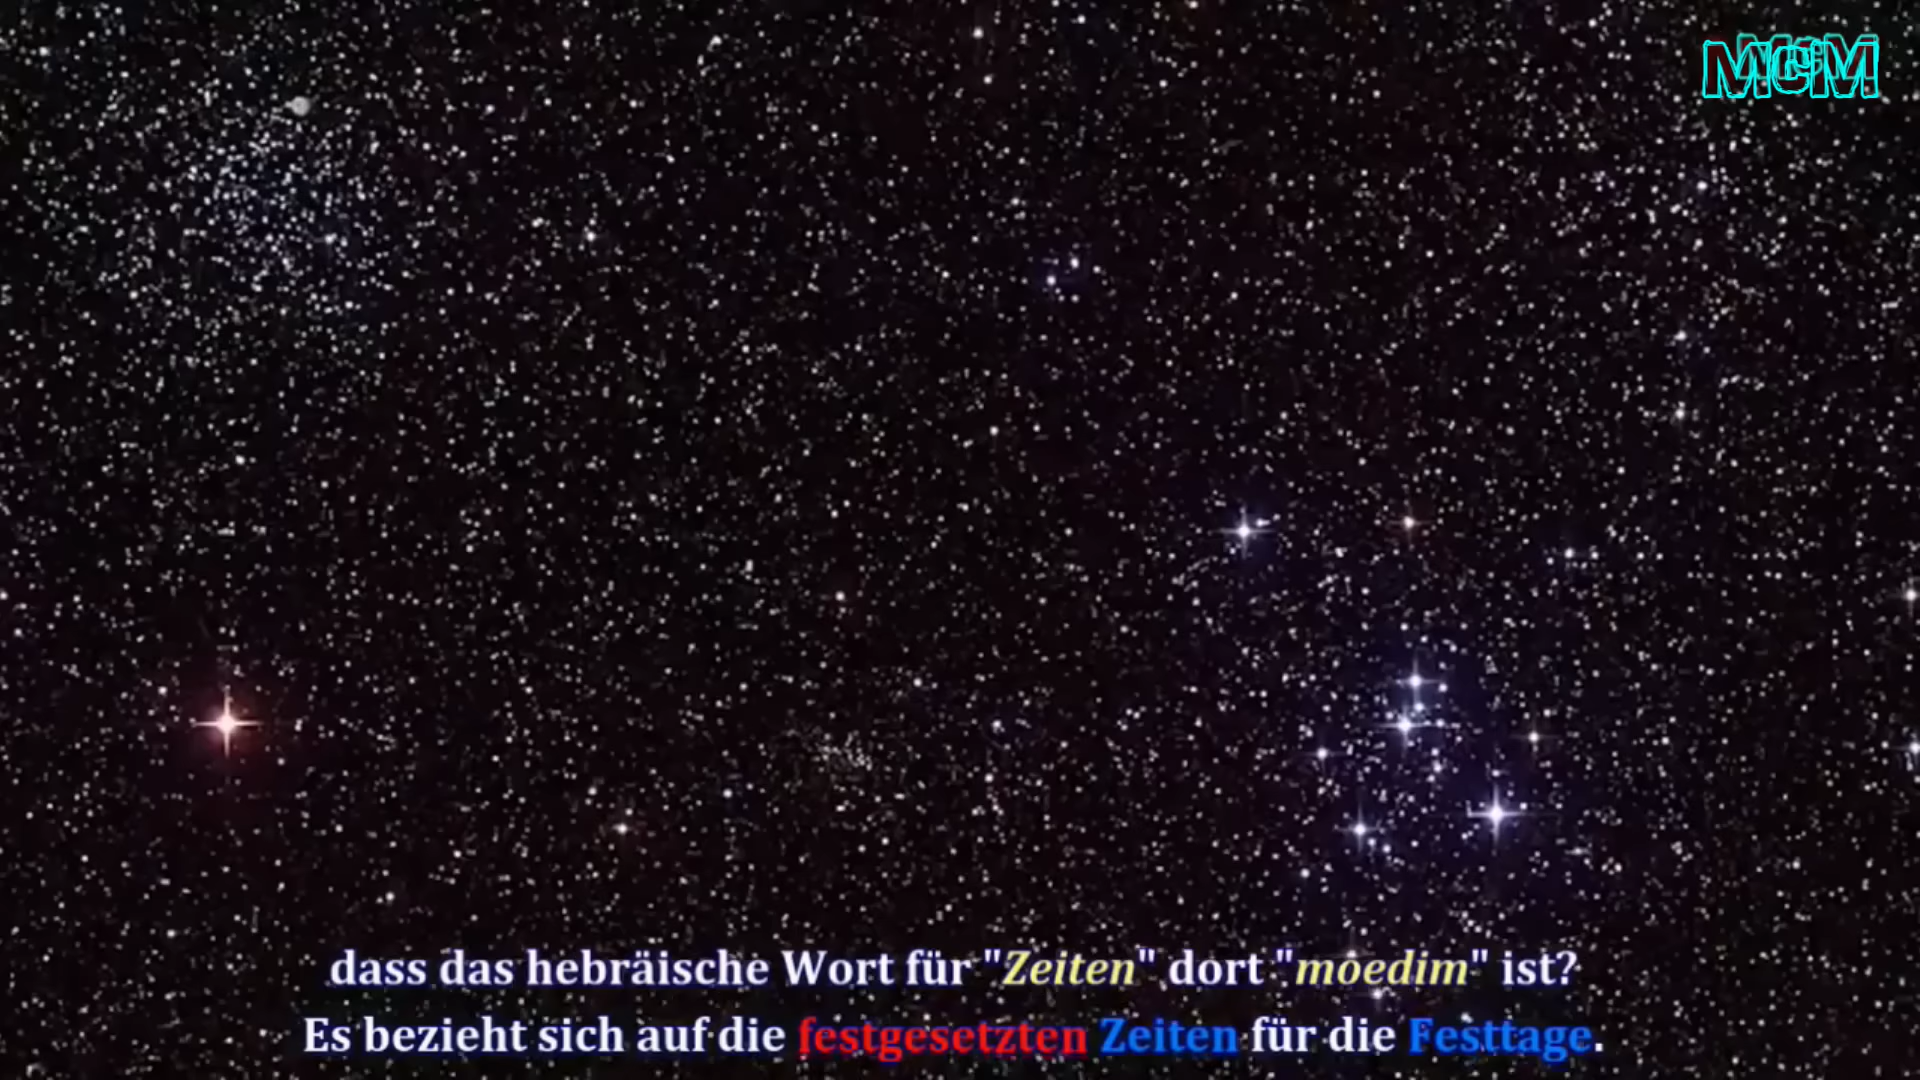 MGM
dass das hebräische Wort für "Zeiten" dort "moedim" ist?
Es bezieht sich auf die festgesetzten Zeiten für die Festtage.